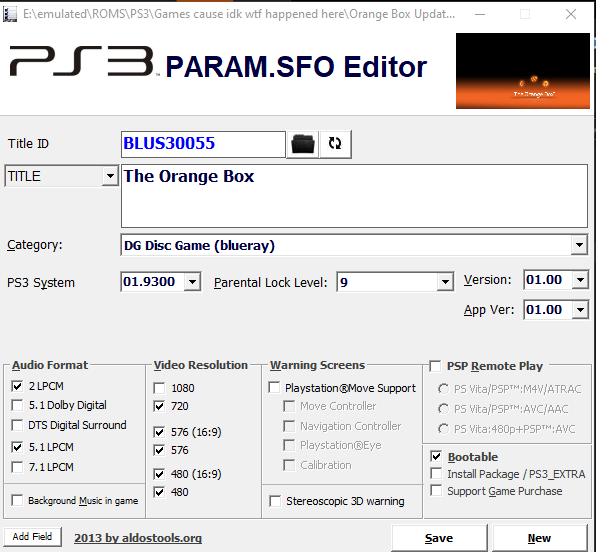 E:\emulated\ROMS\PS3\Games cause idk wtf happened here\Orange Box Updat...
PS3™ PARAM.SFO Editor
The Orange Box
Title ID BLUS30055
TITLE The Orange Box
Category: DG Disc Game (blueray)
PS3 System 01.9300 Parental Lock Level: 9 Version: 01.00
App Ver: 01.00
Audio Format
2 LPCM
5.1 Dolby Digital
DTS Digital Surround
5.1 LPCM
7.1 LPCM
Background Music in game
Video Resolution
1080
720
576 (16:9)
576
480 (16:9)
480
Warning Screens
Playstation®Move Support
Move Controller
Navigation Controller
Playstation®Eye
Calibration
Stereoscopic 3D warning
PSP Remote Play
PS Vita/PSP™:M4V/ATRAC
PS Vita/PSP™:AVC/AAC
PS Vita:480p+PSP™:AVC
Bootable
Install Package / PS3_EXTRA
Support Game Purchase
Add Field 2013 by aldostools.org Save New